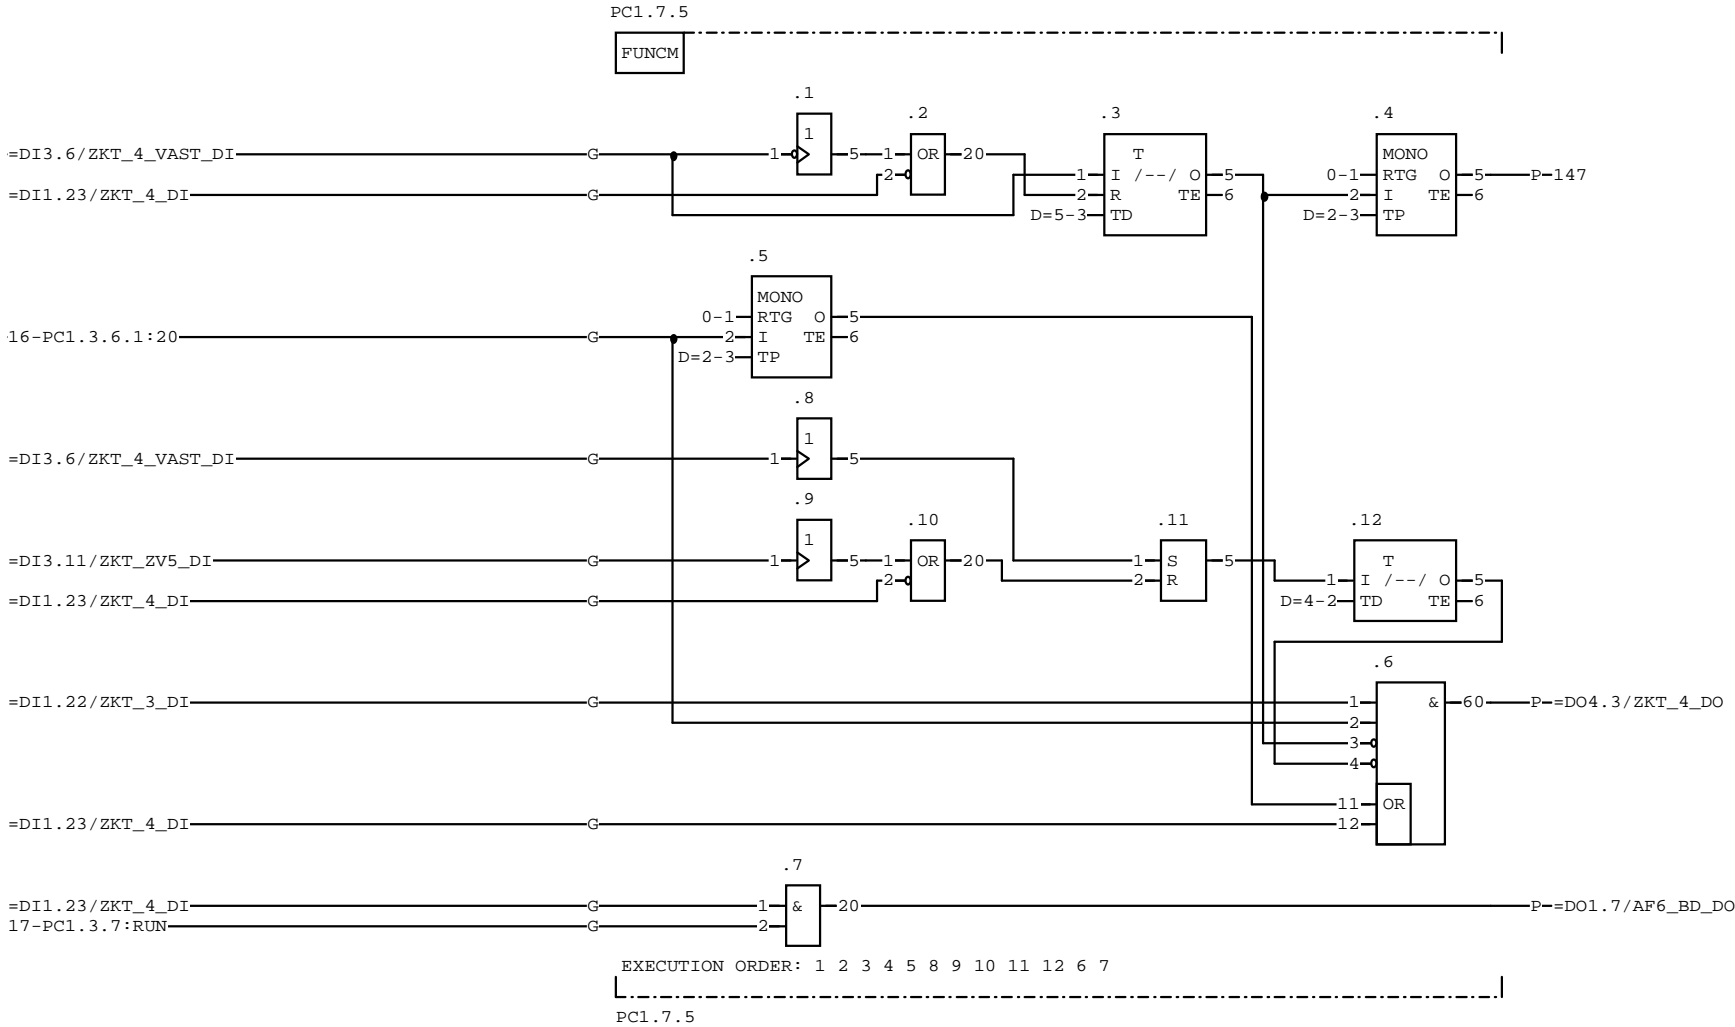 PC1.7.5
FUNCM
.1
.2 .3 .4
1 T MONO
=DI3.6/ZKT_4_VAST_DI G 1 5 1 OR 20 0-1 RTG O 5 P-147
2 1 I /--/ O 5
=DI1.23/ZKT_4_DI G 2 R TE 6 2 I TE 6
D=5-3 TD D=2-3 TP
.5
MONO
0-1 RTG O 5
16-PC1.3.6.1:20 G 2 I TE 6
D=2-3 TP
.8
1
=DI3.6/ZKT_4_VAST_DI G 1 5
.9
.10 .11 .12
1 T
=DI3.11/ZKT_ZV5_DI G 1 5 1 OR 20 1 S 5
2 2 R 1 I /--/ O 5
=DI1.23/ZKT_4_DI G D=4-2 TD TE 6
.6
=DI1.22/ZKT_3_DI G 1 & 60 P =DO4.3/ZKT_4_DO
2
3
4
11 OR
=DI1.23/ZKT_4_DI G 12
.7
=DI1.23/ZKT_4_DI G 1 & 20 P =DO1.7/AF6_BD_DO
17-PC1.3.7:RUN G 2
EXECUTION ORDER: 1 2 3 4 5 8 9 10 11 12 6 7
PC1.7.5